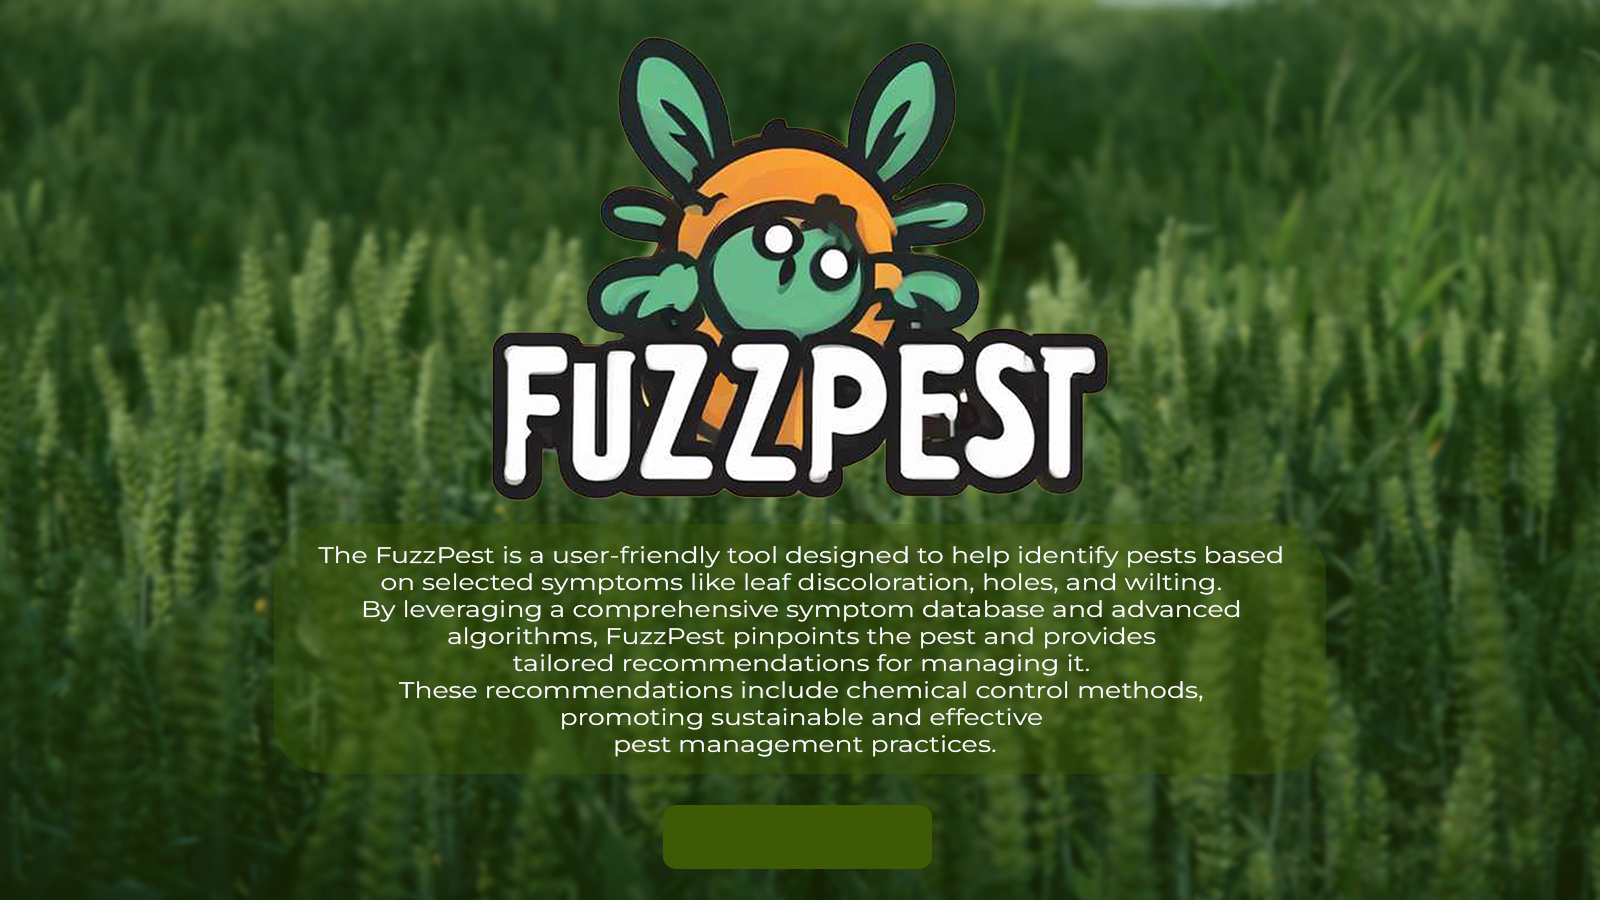 FUZZPEST
The FuzzPest is a user-friendly tool designed to help identify pests based
on selected symptoms like leaf discoloration, holes, and wilting.
By leveraging a comprehensive symptom database and advanced
algorithms, FuzzPest pinpoints the pest and provides
tailored recommendations for managing it.
These recommendations include chemical control methods,
promoting sustainable and effective
pest management practices.